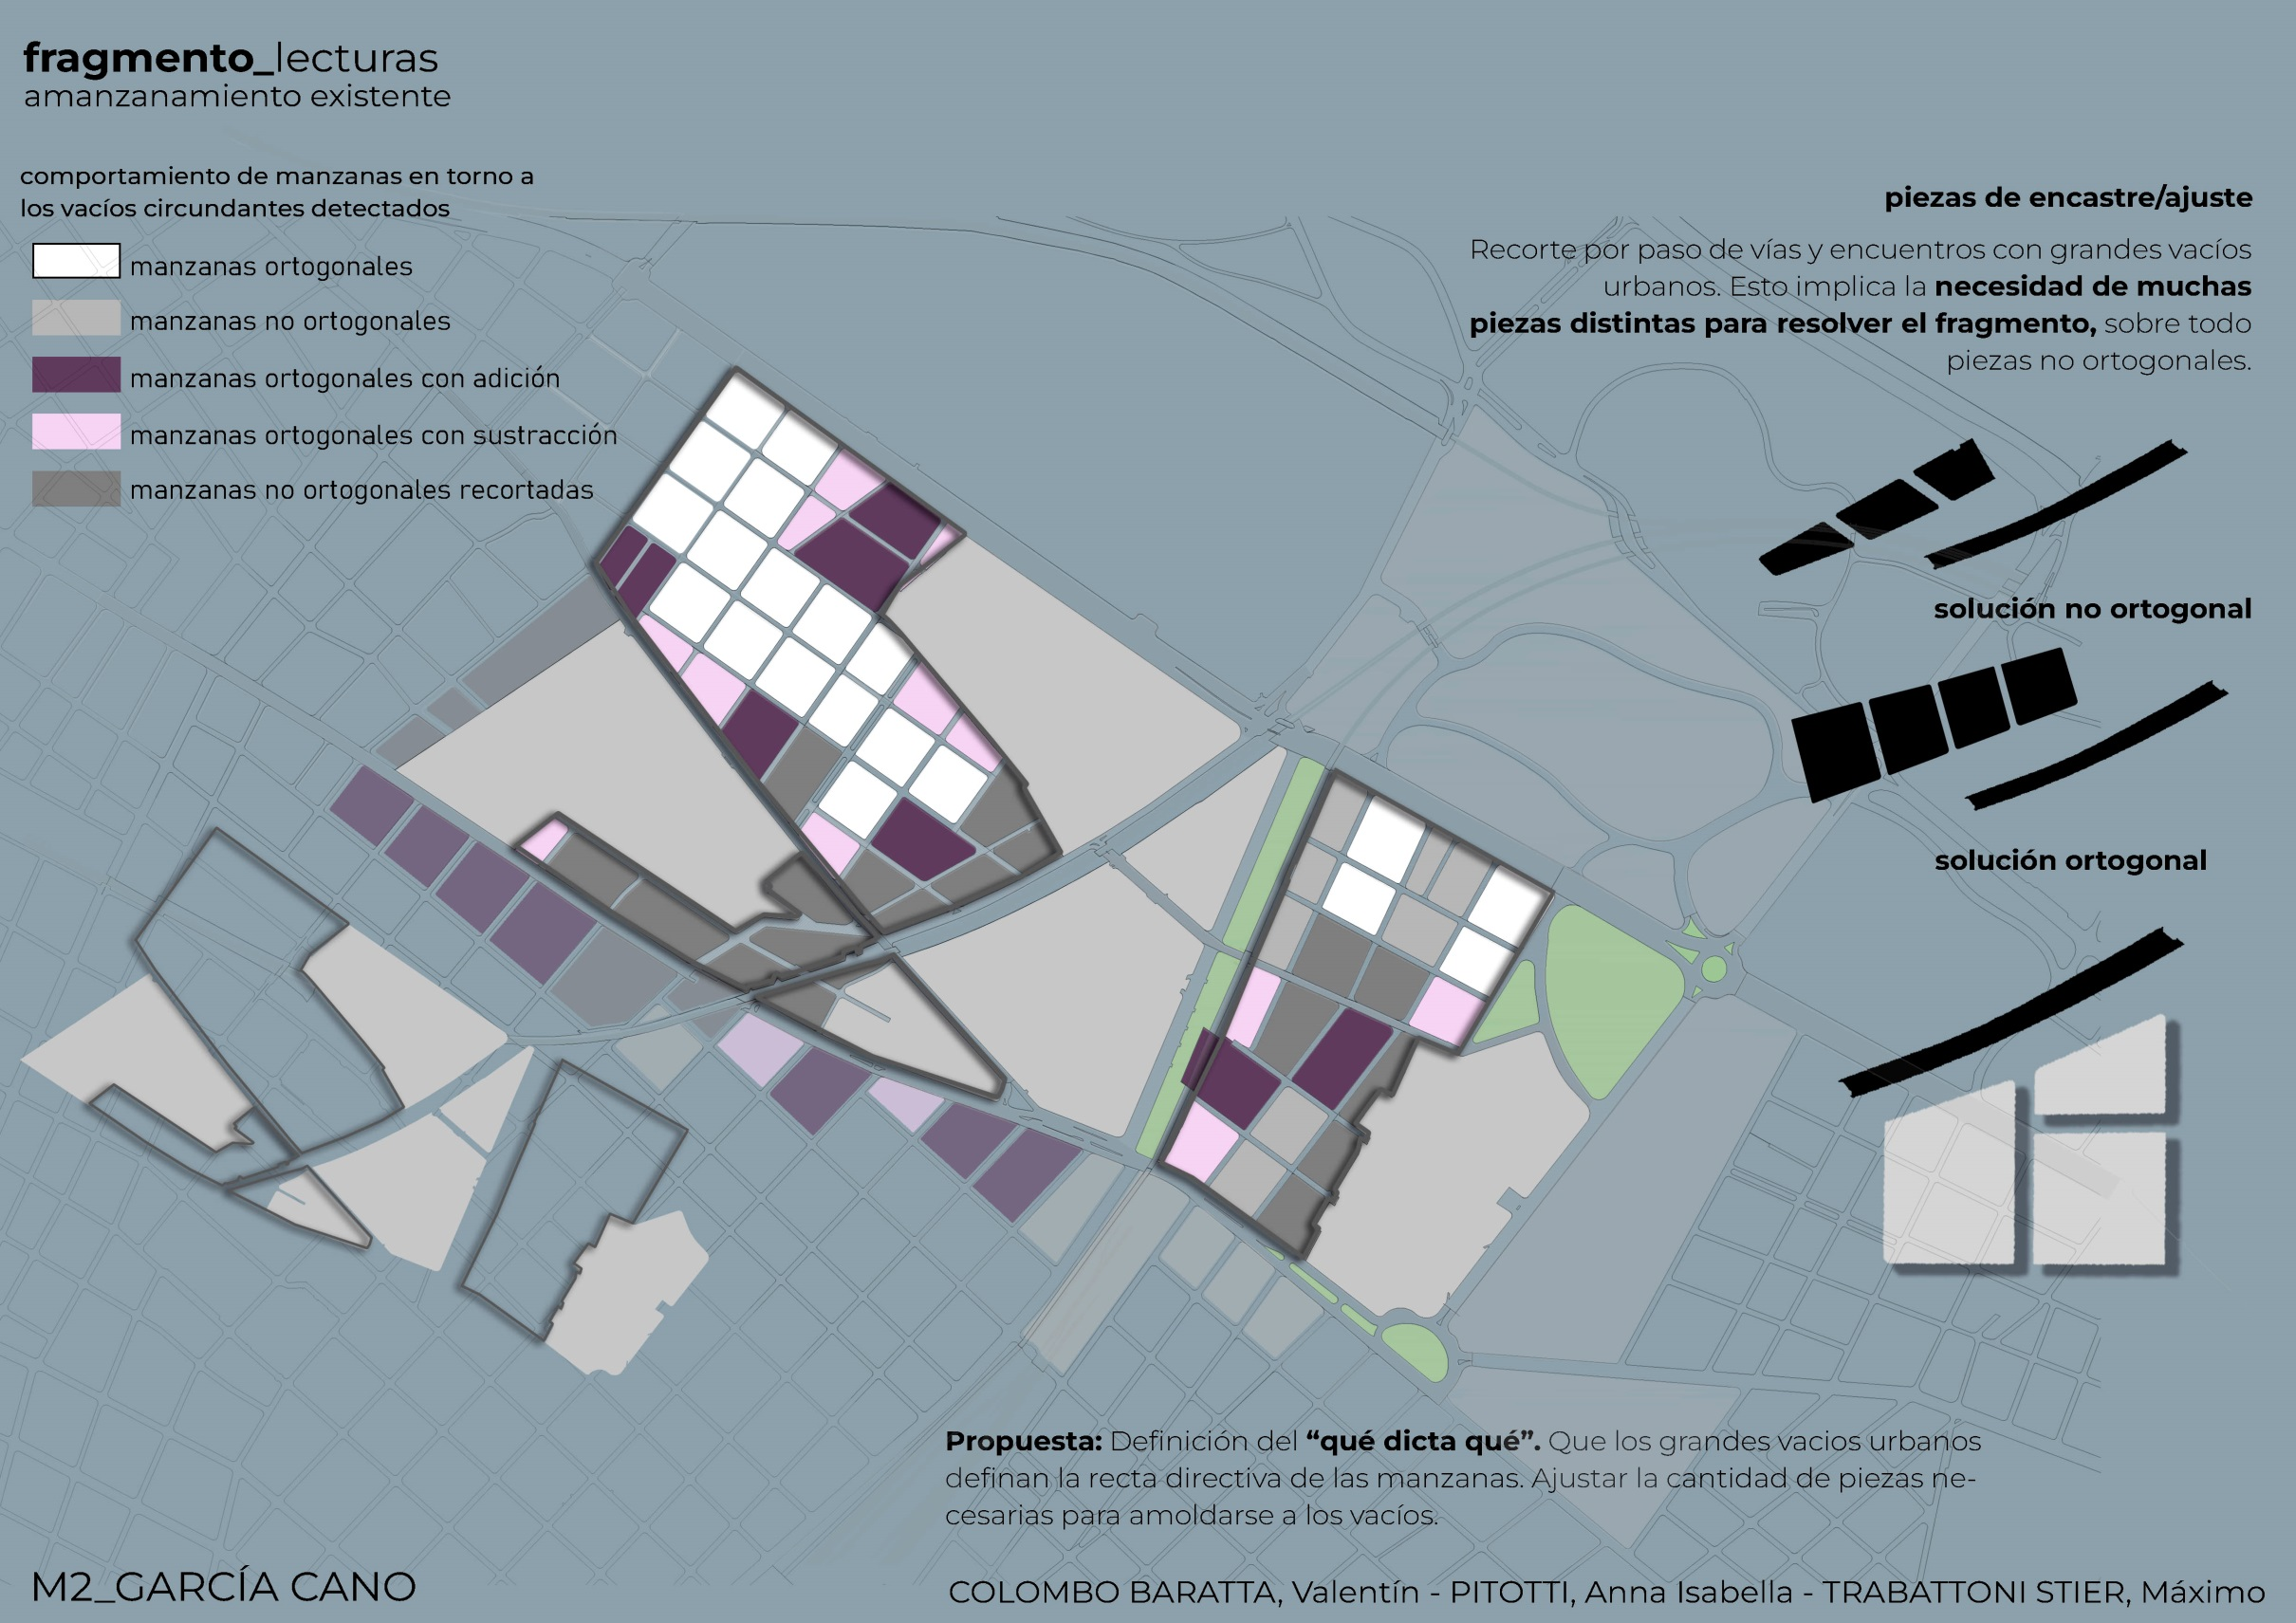 fragmento_lecturas
amanzanamiento existente
comportamiento de manzanas en torno a
los vacíos circundantes detectados
manzanas ortogonales
manzanas no ortogonales
manzanas ortogonales con adición
manzanas ortogonales con sustracción
manzanas no ortogonales recortadas
piezas de encastre/ajuste
Recorte por paso de vías y encuentros con grandes vacíos
urbanos. Esto implica la necesidad de muchas
piezas distintas para resolver el fragmento, sobre todo
piezas no ortogonales.
solución no ortogonal
solución ortogonal
Propuesta: Definición del “qué dicta qué”. Que los grandes vacios urbanos
definan la recta directiva de las manzanas. Ajustar la cantidad de piezas ne-
cesarias para amoldarse a los vacíos.
M2_GARCÍA CANO
COLOMBO BARATTA, Valentín - PITOTTI, Anna Isabella - TRABATTONI STIER, Máximo